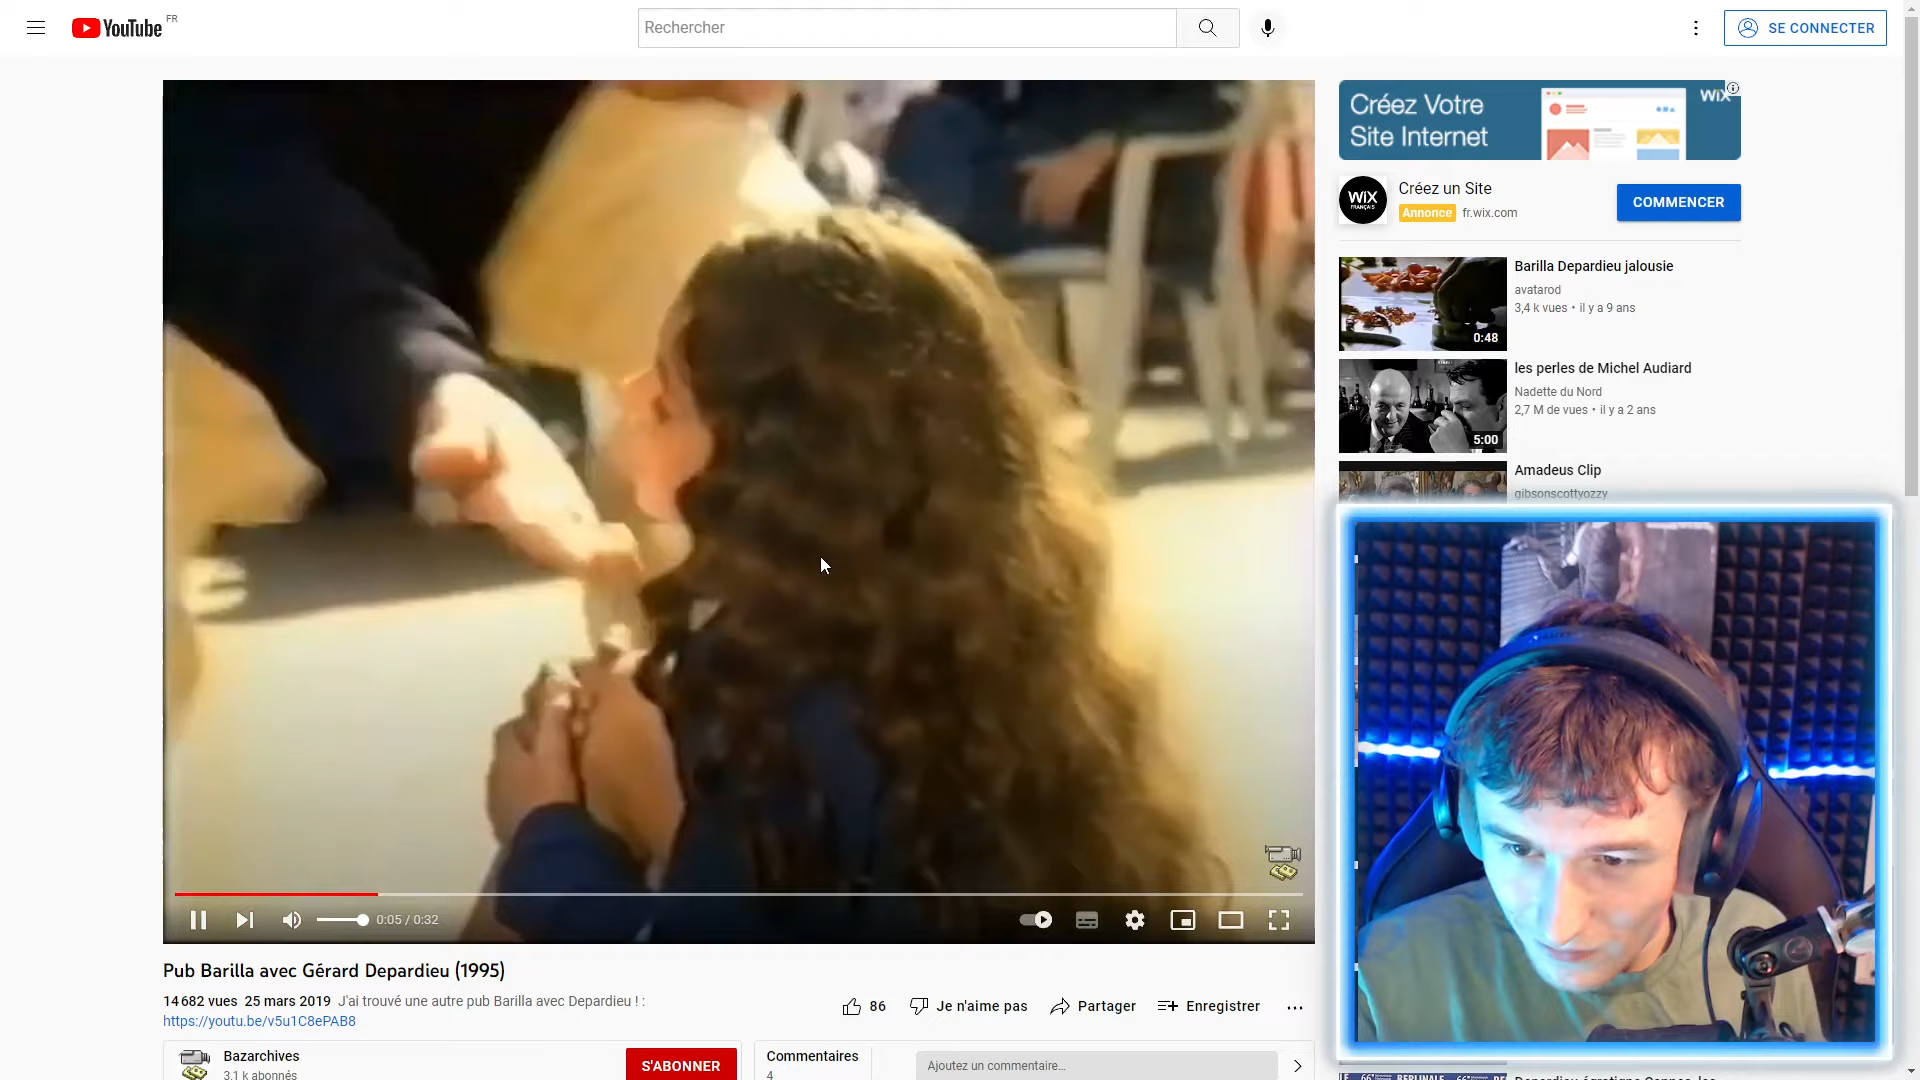 YouTube FR
Rechercher
SE CONNECTER
Créez Votre
Site Internet
WiX
WiX
FRANÇAIS
Créez un Site
Annonce fr.wix.com
COMMENCER
Barilla Depardieu jalousie
avatarod
3,4 k vues • il y a 9 ans
0:48
les perles de Michel Audiard
Nadette du Nord
2,7 M de vues • il y a 2 ans
5:00
Amadeus Clip
gibsonscottyozzy
0:05 / 0:32
Pub Barilla avec Gérard Depardieu (1995)
14 682 vues 25 mars 2019 J'ai trouvé une autre pub Barilla avec Depardieu ! :
https://youtu.be/v5u1C8ePAB8
86
Je n'aime pas
Partager
Enregistrer
Bazarchives
3,1 k abonnés
S'ABONNER
Commentaires
4
Ajoutez un commentaire…